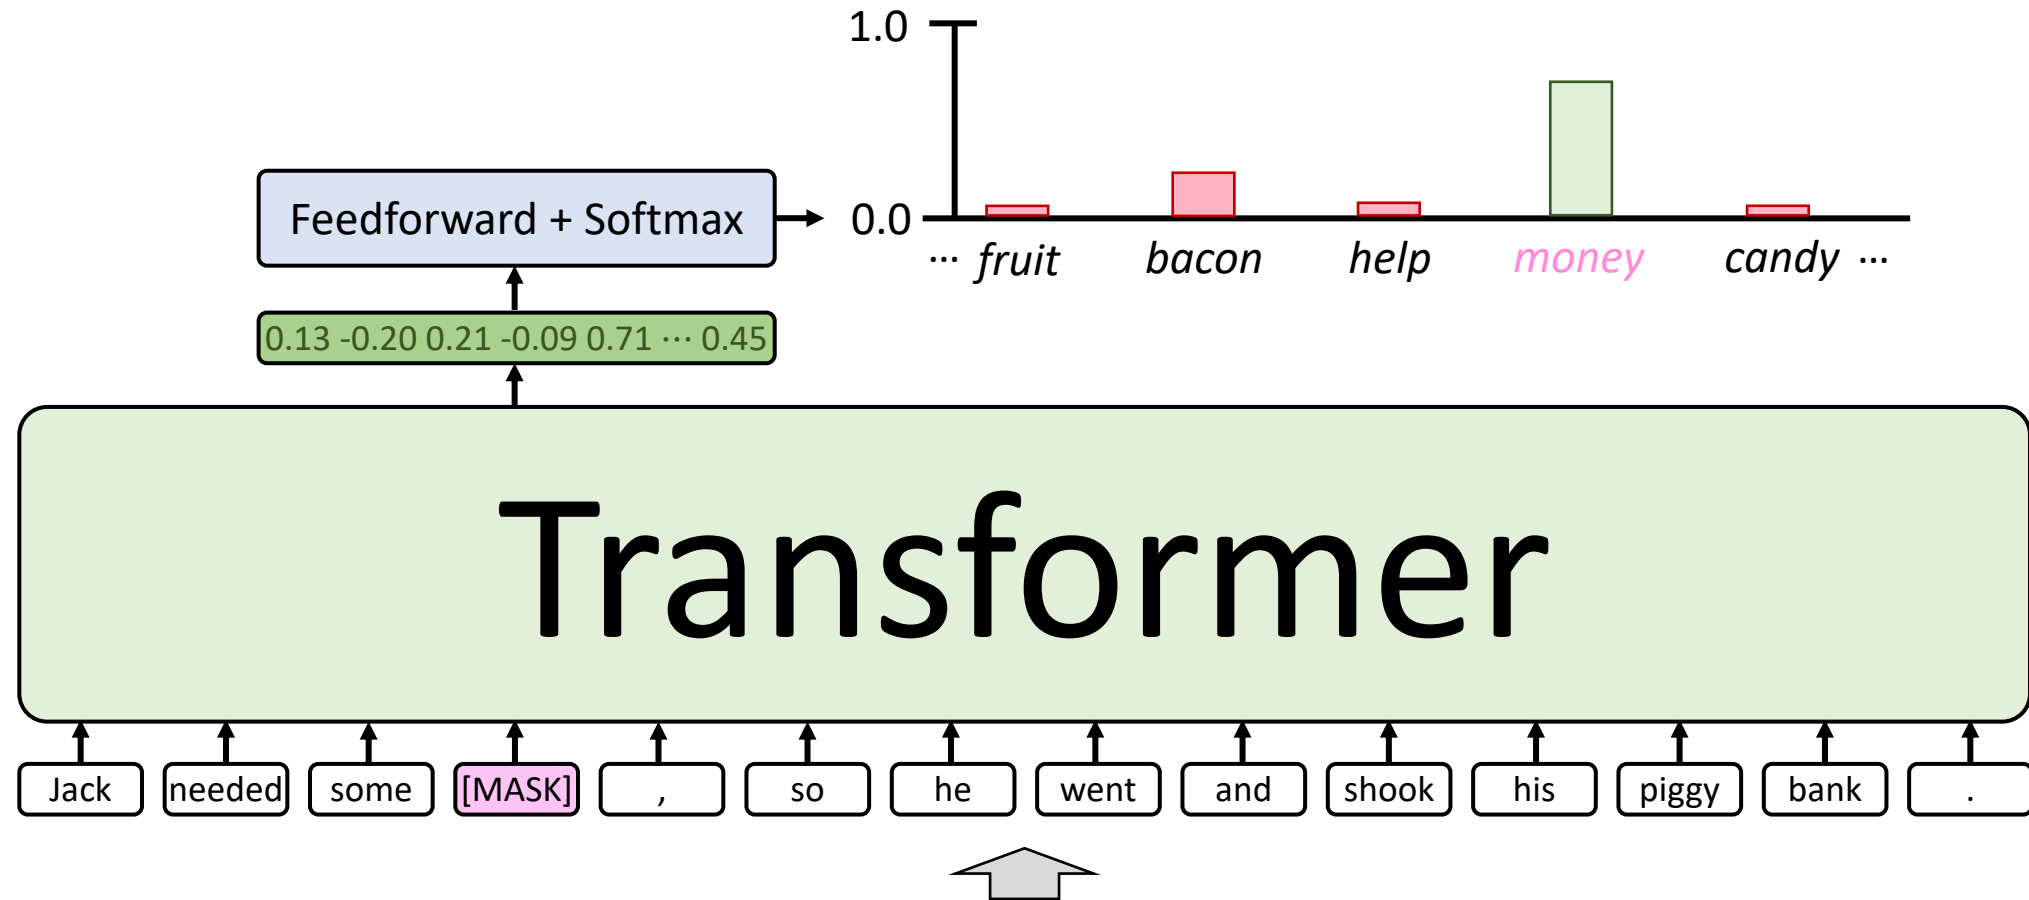 1.0
Feedforward + Softmax
0.0
··· fruit bacon help money candy ···
0.13 -0.20 0.21 -0.09 0.71 ··· 0.45
Transformer
Jack needed some [MASK] , so he went and shook his piggy bank .